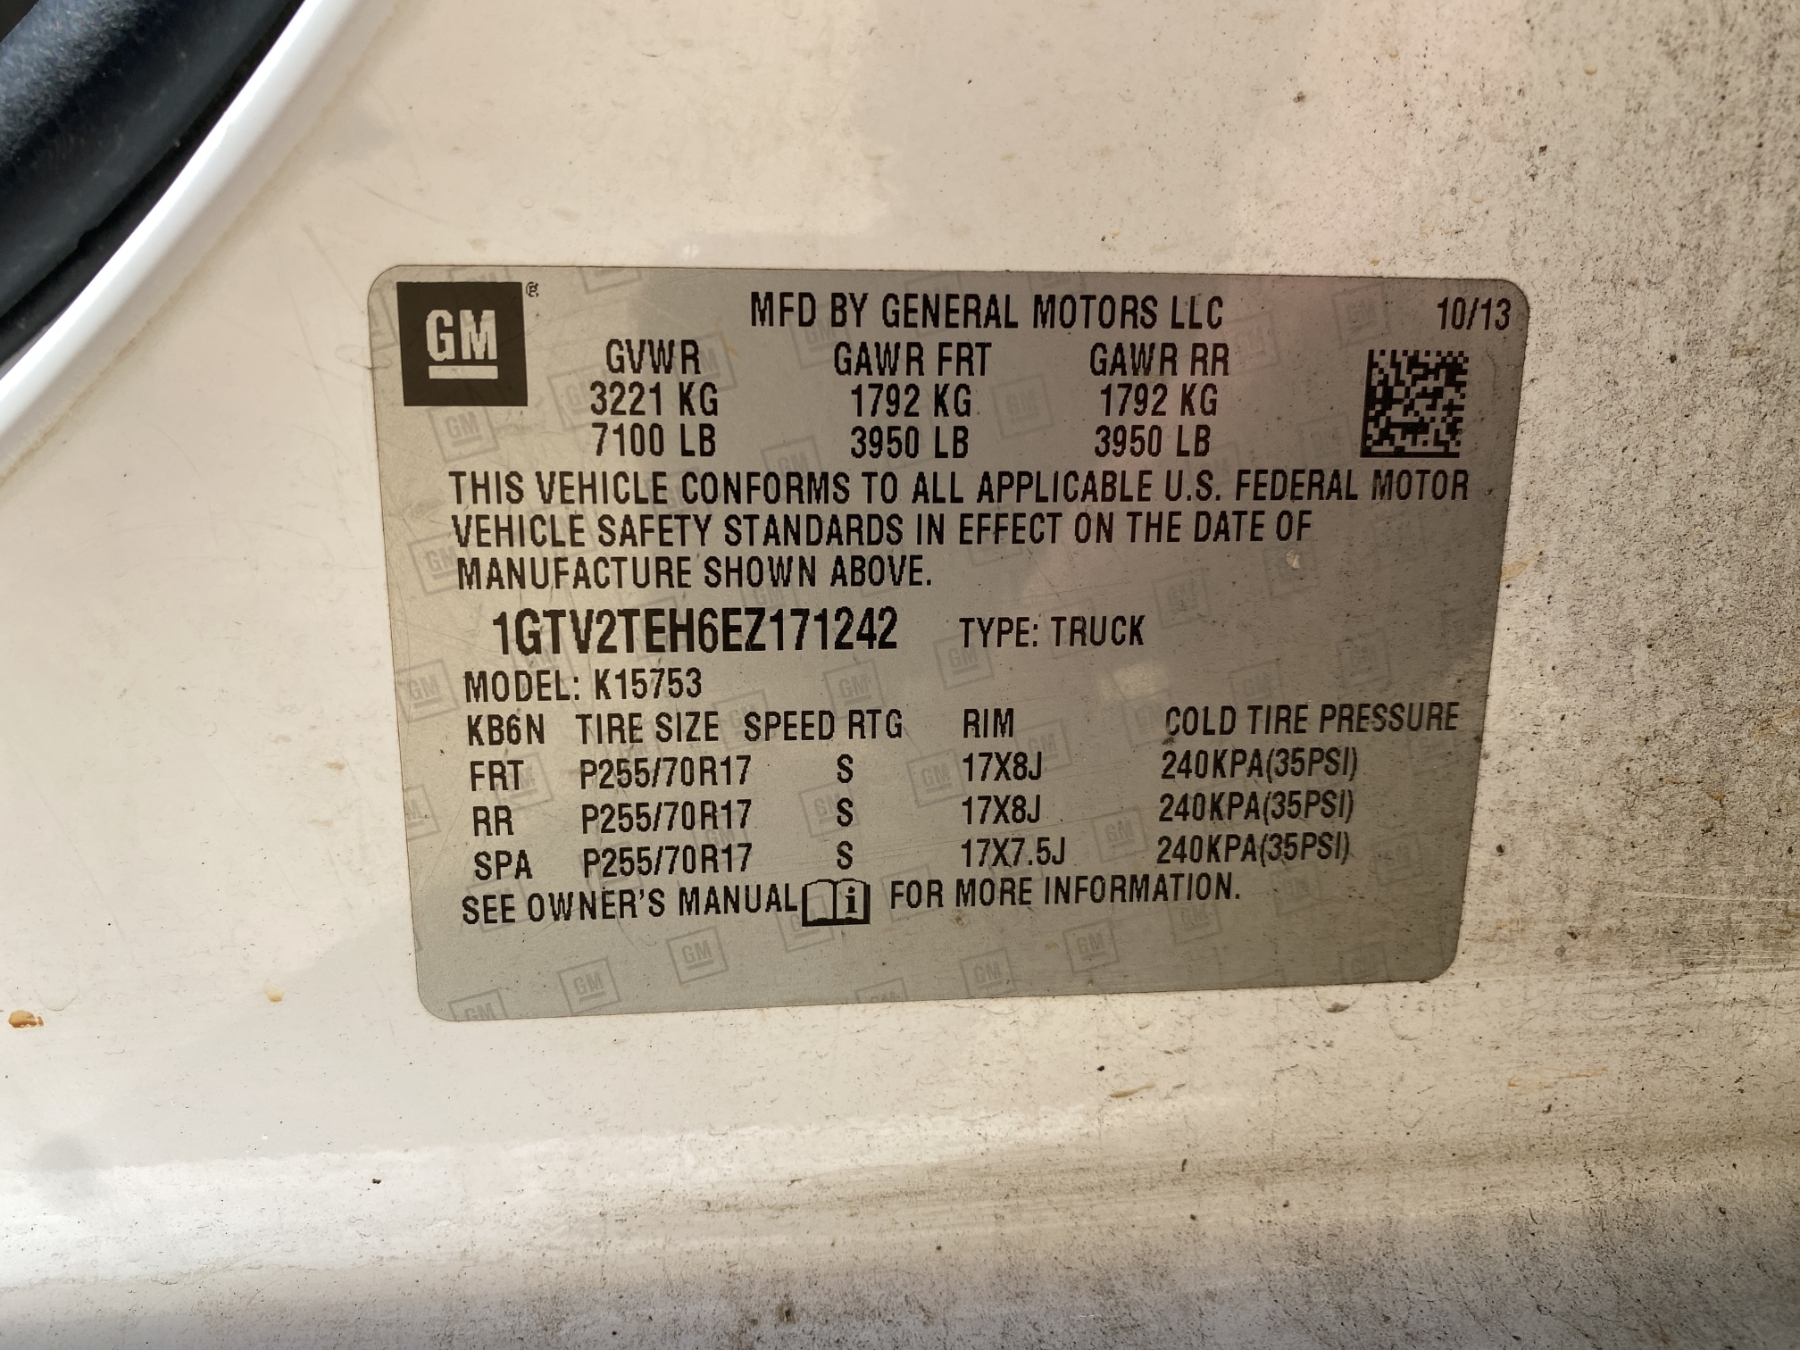 GM ®
MFD BY GENERAL MOTORS LLC 10/13
GVWR GAWR FRT GAWR RR
3221 KG 1792 KG 1792 KG
7100 LB 3950 LB 3950 LB
THIS VEHICLE CONFORMS TO ALL APPLICABLE U.S. FEDERAL MOTOR
VEHICLE SAFETY STANDARDS IN EFFECT ON THE DATE OF
MANUFACTURE SHOWN ABOVE.
1GTV2TEH6EZ171242 TYPE: TRUCK
MODEL: K15753
KB6N TIRE SIZE SPEED RTG RIM COLD TIRE PRESSURE
FRT P255/70R17 S 17X8J 240KPA(35PSI)
RR P255/70R17 S 17X8J 240KPA(35PSI)
SPA P255/70R17 S 17X7.5J 240KPA(35PSI)
SEE OWNER'S MANUAL i FOR MORE INFORMATION.